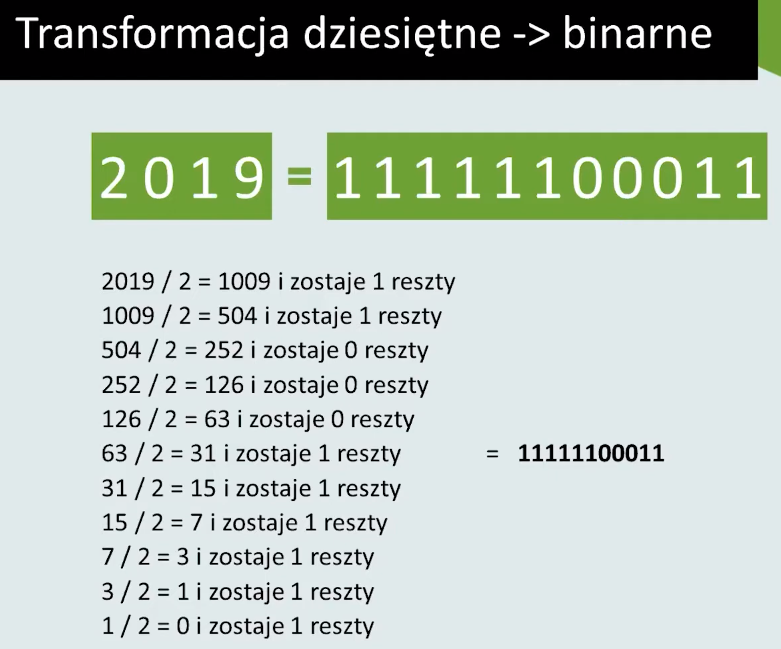 Transformacja dziesiętne -> binarne
2 0 1 9 = 1 1 1 1 1 1 0 0 0 1 1
2019 / 2 = 1009 i zostaje 1 reszty
1009 / 2 = 504 i zostaje 1 reszty
504 / 2 = 252 i zostaje 0 reszty
252 / 2 = 126 i zostaje 0 reszty
126 / 2 = 63 i zostaje 0 reszty
63 / 2 = 31 i zostaje 1 reszty = 11111100011
31 / 2 = 15 i zostaje 1 reszty
15 / 2 = 7 i zostaje 1 reszty
7 / 2 = 3 i zostaje 1 reszty
3 / 2 = 1 i zostaje 1 reszty
1 / 2 = 0 i zostaje 1 reszty